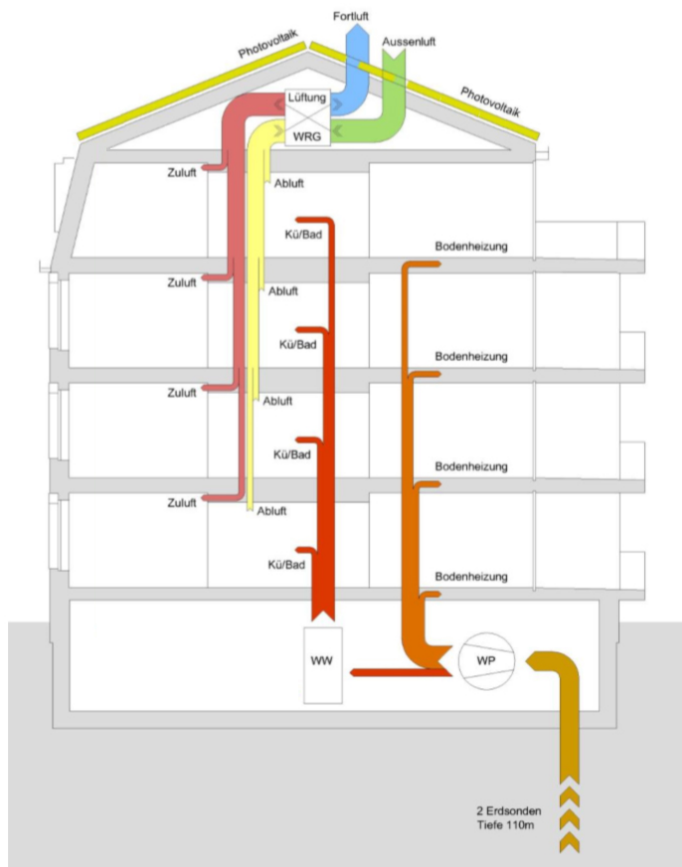 Fortluft
Aussenluft
Photovoltaik
Photovoltaik
Lüftung
WRG
Zuluft
Abluft
Kü/Bad
Bodenheizung
Zuluft
Abluft
Kü/Bad
Bodenheizung
Zuluft
Abluft
Kü/Bad
Bodenheizung
Zuluft
Abluft
Kü/Bad
Bodenheizung
WW
WP
2 Erdsonden
Tiefe 110m